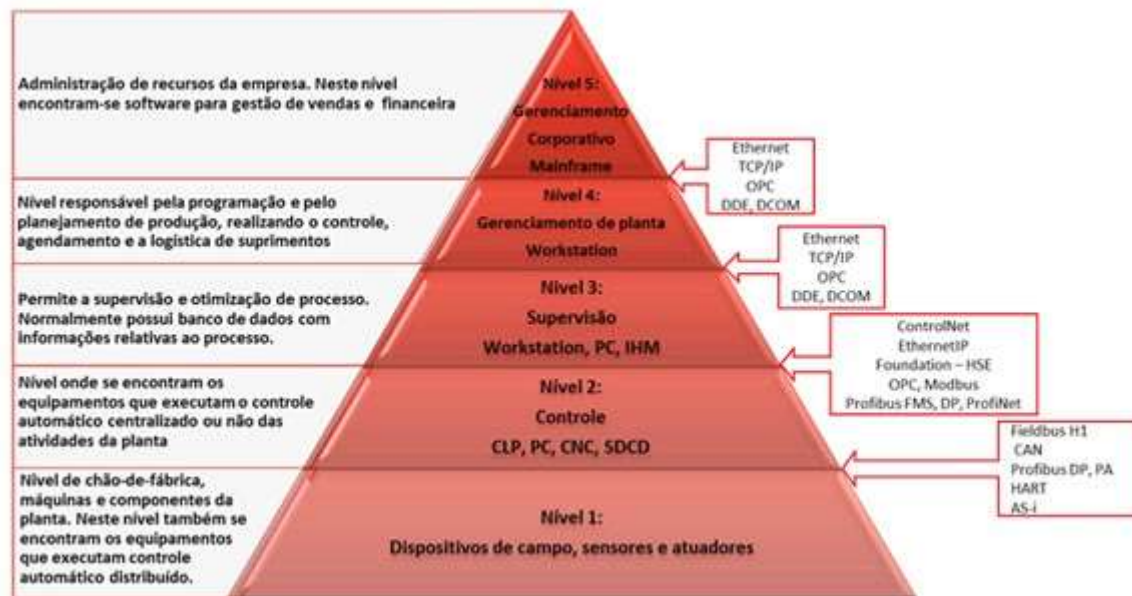 Administração de recursos da empresa. Neste nível
encontram-se software para gestão de vendas e financeira
Nível 5:
Gerenciamento
Corporativo
Mainframe
Ethernet
TCP/IP
OPC
DDE, DCOM
Nível responsável pela programação e pelo
planejamento de produção, realizando o controle,
agendamento e a logística de suprimentos
Nível 4:
Gerenciamento de planta
Workstation
Ethernet
TCP/IP
OPC
DDE, DCOM
Permite a supervisão e otimização de processo.
Normalmente possui banco de dados com
informações relativas ao processo.
Nível 3:
Supervisão
Workstation, PC, IHM
ControlNet
EthernetIP
Foundation – HSE
OPC, Modbus
Profibus FMS, DP, ProfiNet
Nível onde se encontram os
equipamentos que executam o controle
automático centralizado ou não das
atividades da planta
Nível 2:
Controle
CLP, PC, CNC, SDCD
Fieldbus H1
CAN
Profibus DP, PA
HART
AS-i
Nível de chão-de-fábrica,
máquinas e componentes da
planta. Neste nível também se
encontram os equipamentos
que executam controle
automático distribuído.
Nível 1:
Dispositivos de campo, sensores e atuadores